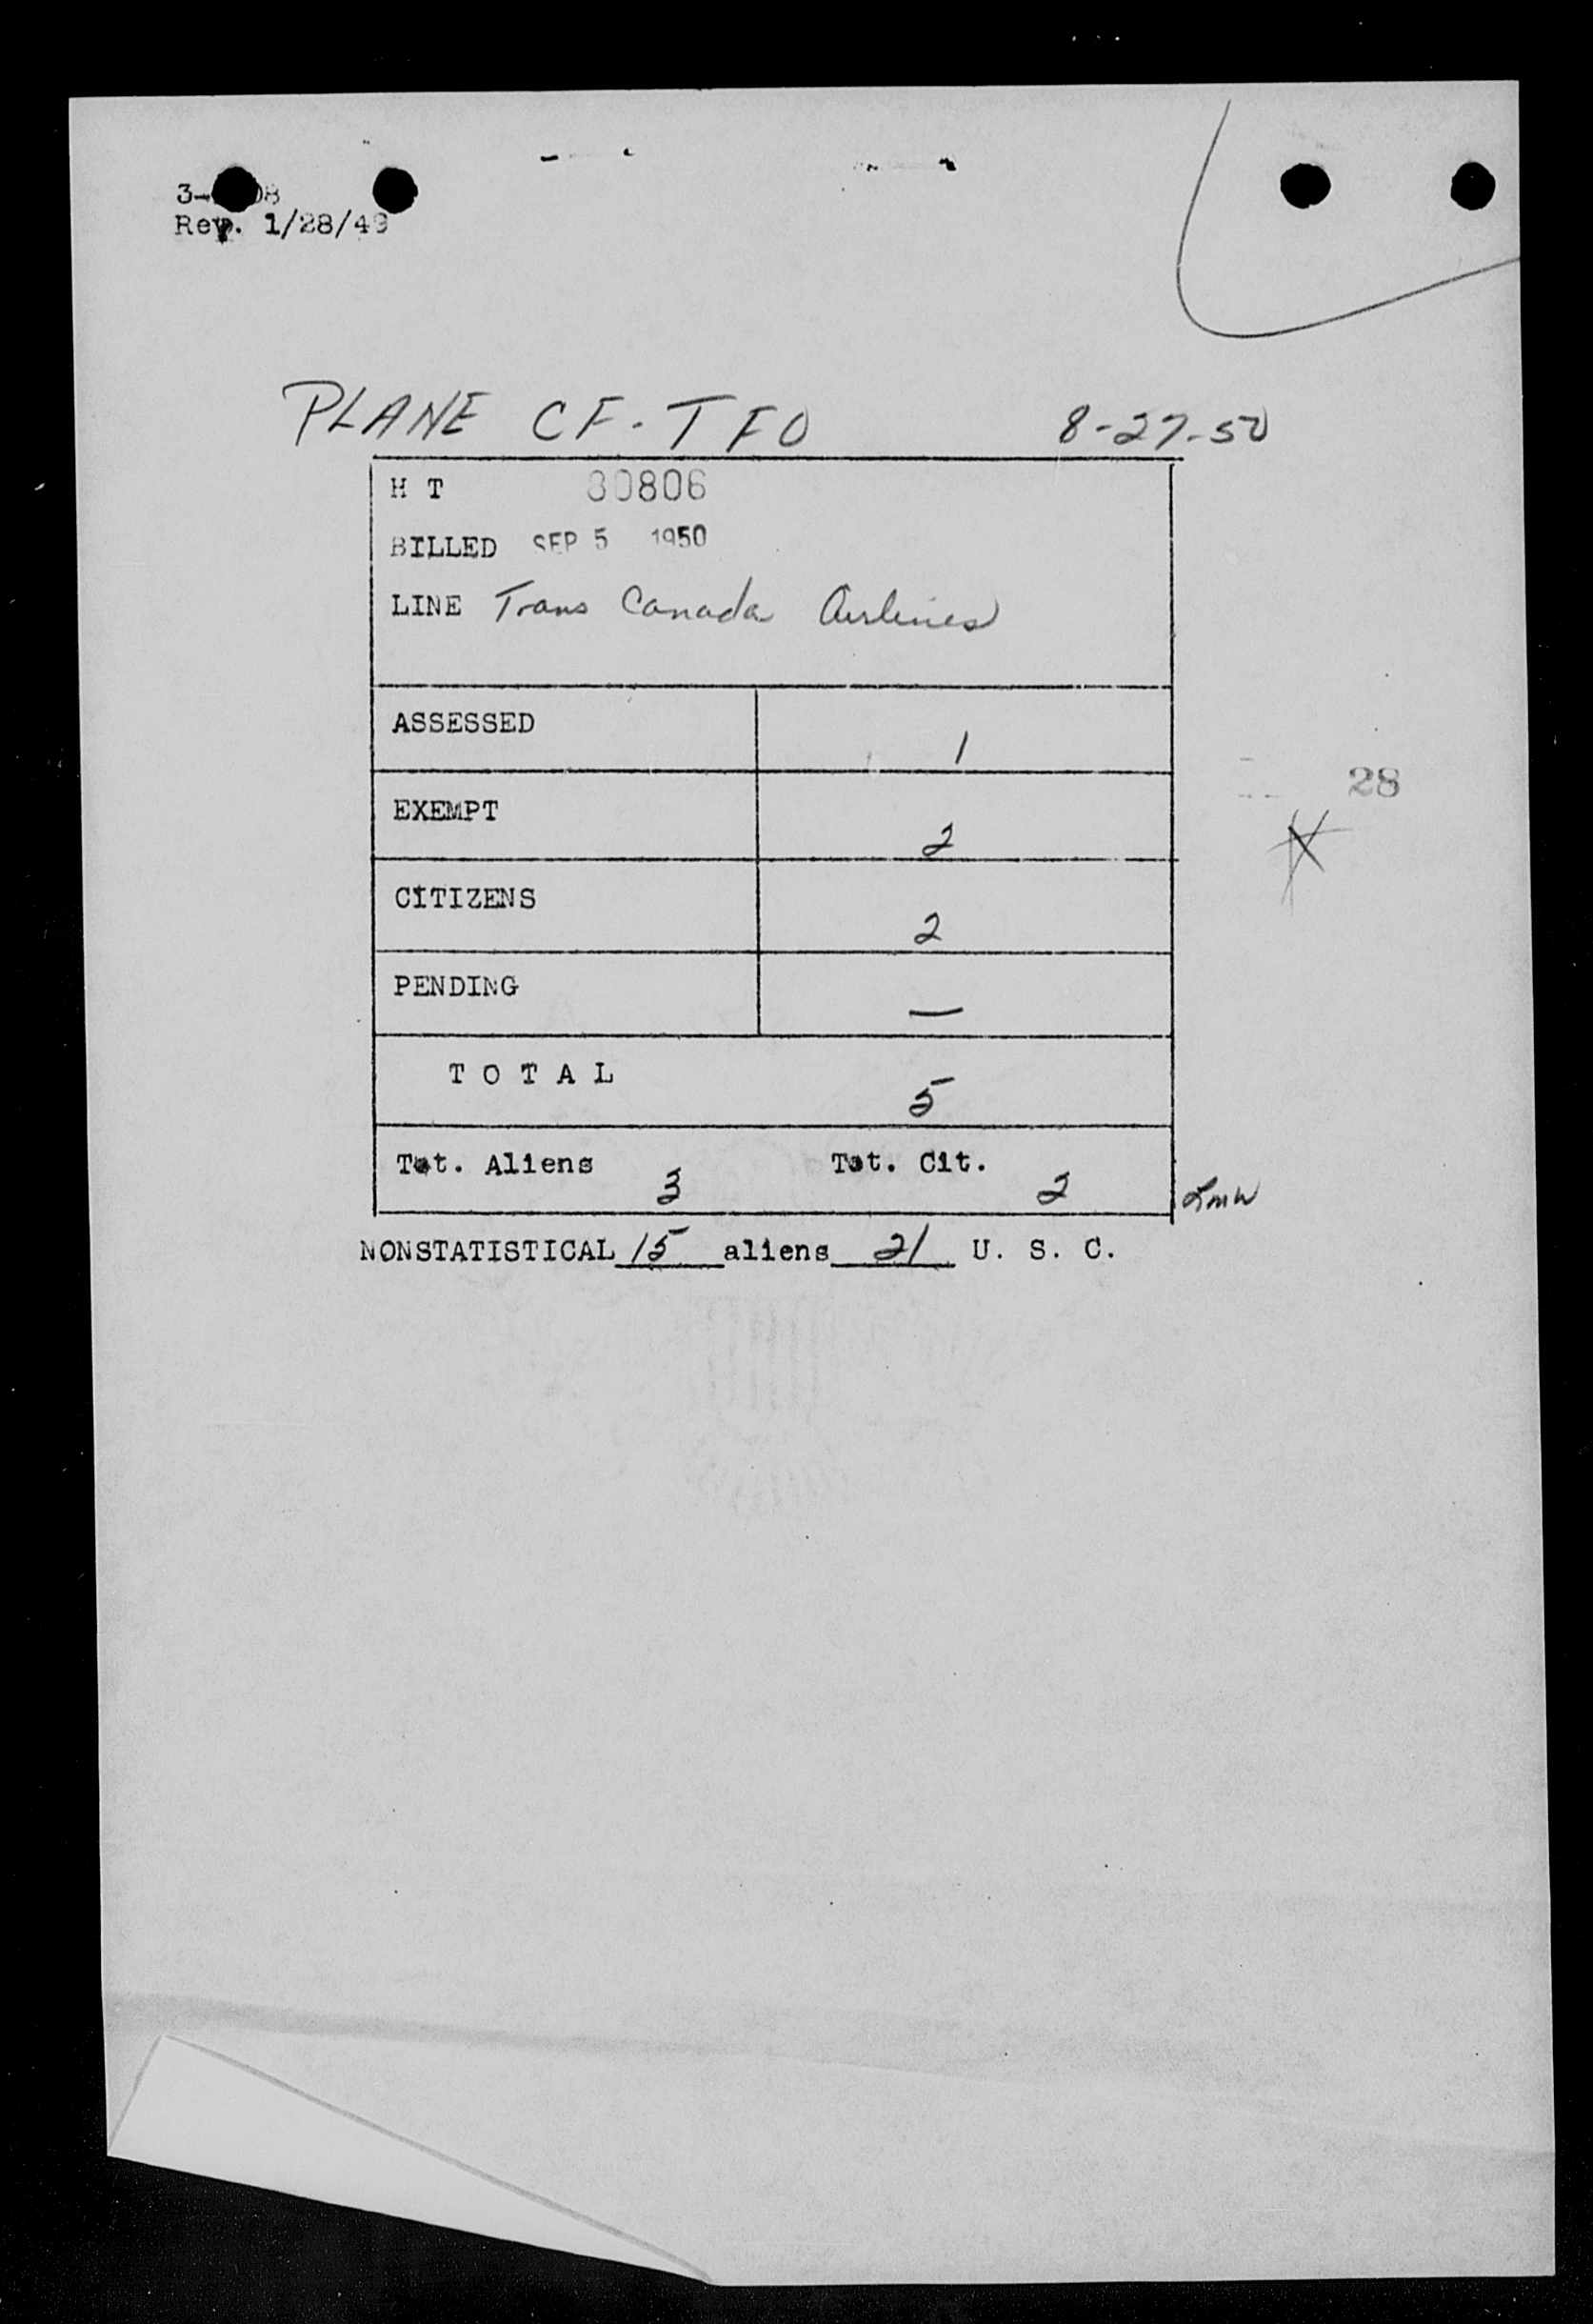 Rev. 1/28/49
PLANE CF-TFO 8-27-50
H T 30806
BILLED SEP 5 1950
LINE Trans Canada Airlines
ASSESSED 1
EXEMPT 2
28
CITIZENS 2
PENDING —
T O T A L 5
Tot. Aliens 3 Tot. Cit. 2 Lmw
NONSTATISTICAL 15 aliens 21 U. S. C.